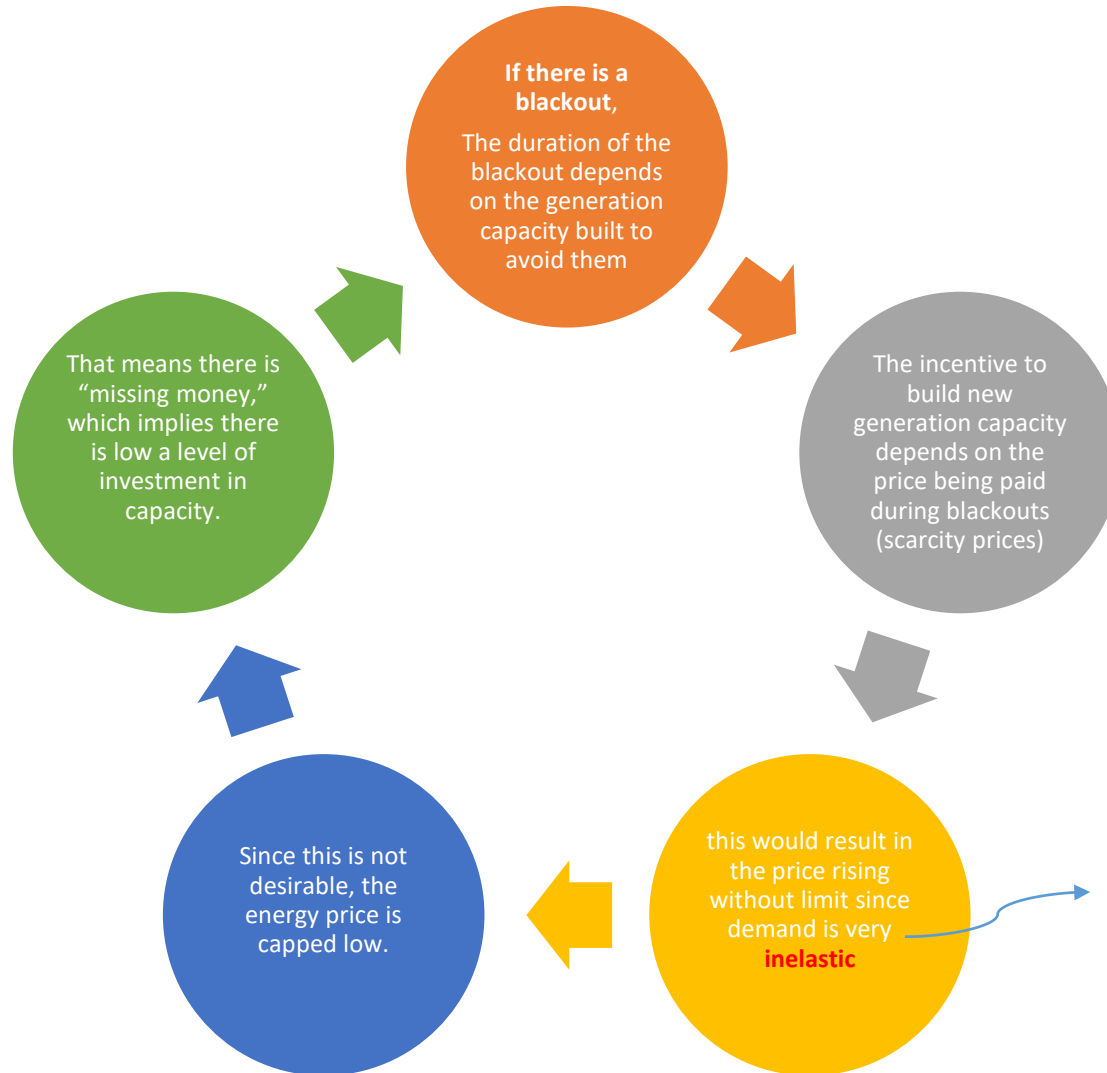 If there is a
blackout,
The duration of the
blackout depends
on the generation
capacity built to
avoid them
The incentive to
build new
generation capacity
depends on the
price being paid
during blackouts
(scarcity prices)
this would result in
the price rising
without limit since
demand is very
inelastic
Since this is not
desirable, the
energy price is
capped low.
That means there is
“missing money,”
which implies there
is low a level of
investment in
capacity.